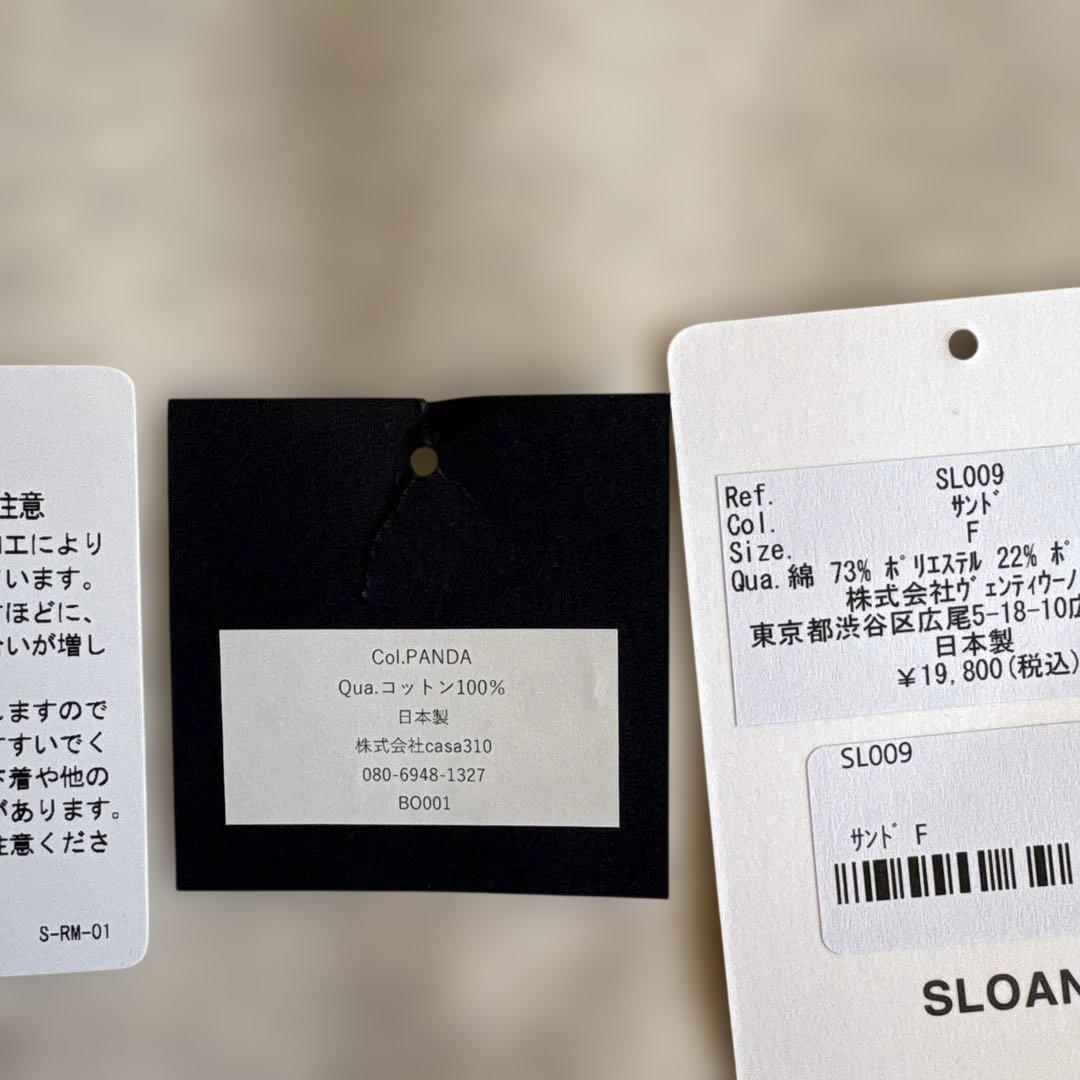 注意
加工により
います。
ほどに、
いが増し
しますので
すすいでく
下着や他の
があります。
注意くださ
S-RM-01
Col.PANDA
Qua.コットン100%
日本製
株式会社casa310
080-6948-1327
BO001
Ref. SL009
Col. サンド
Size. F
Qua.綿 73% ポリエステル 22% ポ
株式会社ヴェンティウーノ
東京都渋谷区広尾5-18-10広
日本製
¥19,800(税込)
SL009
サンド F
SLOAN